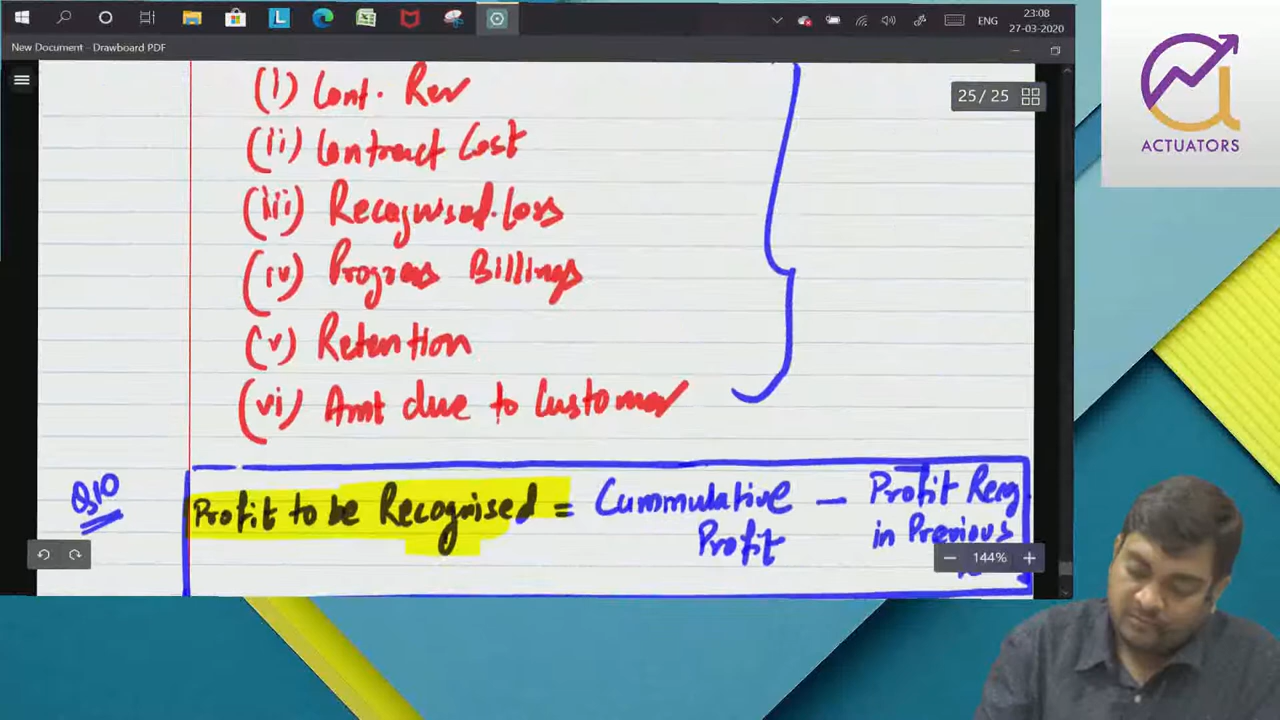 23:08
ENG
27-03-2020
New Document - Drawboard PDF
25 / 25
ACTUATORS
(i) Cont. Rev
(ii) Contract Cost
(iii) Recognised Loss
(iv) Progress Billings
(v) Retention
(vi) Amt due to Customer
Q10
Profit to be Recognised = Cummulative Profit — Profit Recog in Previous
144%